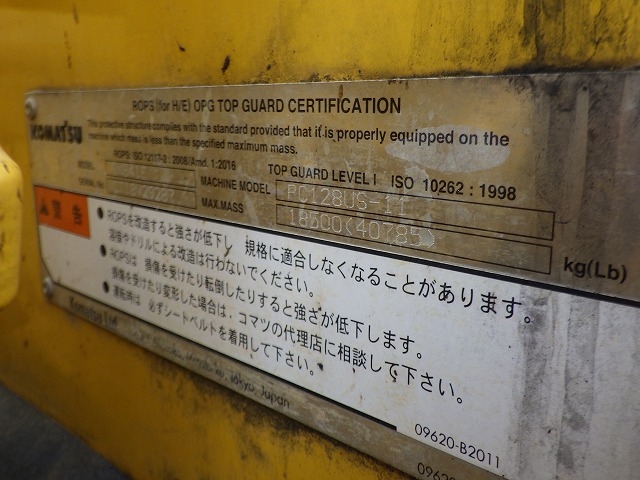 KOMATSU
ROPS (for H/E) OPG TOP GUARD CERTIFICATION
This protective structure complies with the standard provided that it is properly equipped on the
machine which mass is less than the specified maximum mass.
ROPS: ISO 12117-2 : 2008/Amd. 1:2016
TOP GUARD LEVEL I ISO 10262 : 1998
MODEL
SERIAL No.
MACHINE MODEL PC128US-11
MAX.MASS 18500(40785) kg(Lb)
警告
● ROPSを改造すると強さが低下し 規格に適合しなくなることがあります。
溶接やドリルによる改造は行わないでください。
● ROPSは 損傷を受けたり転倒したりすると強さが低下します。
損傷を受けたり変形した場合は、コマツの代理店に相談して下さい。
● 運転時は 必ずシートベルトを着用して下さい。
Komatsu Ltd.
Tokyo, Japan
09620-B2011